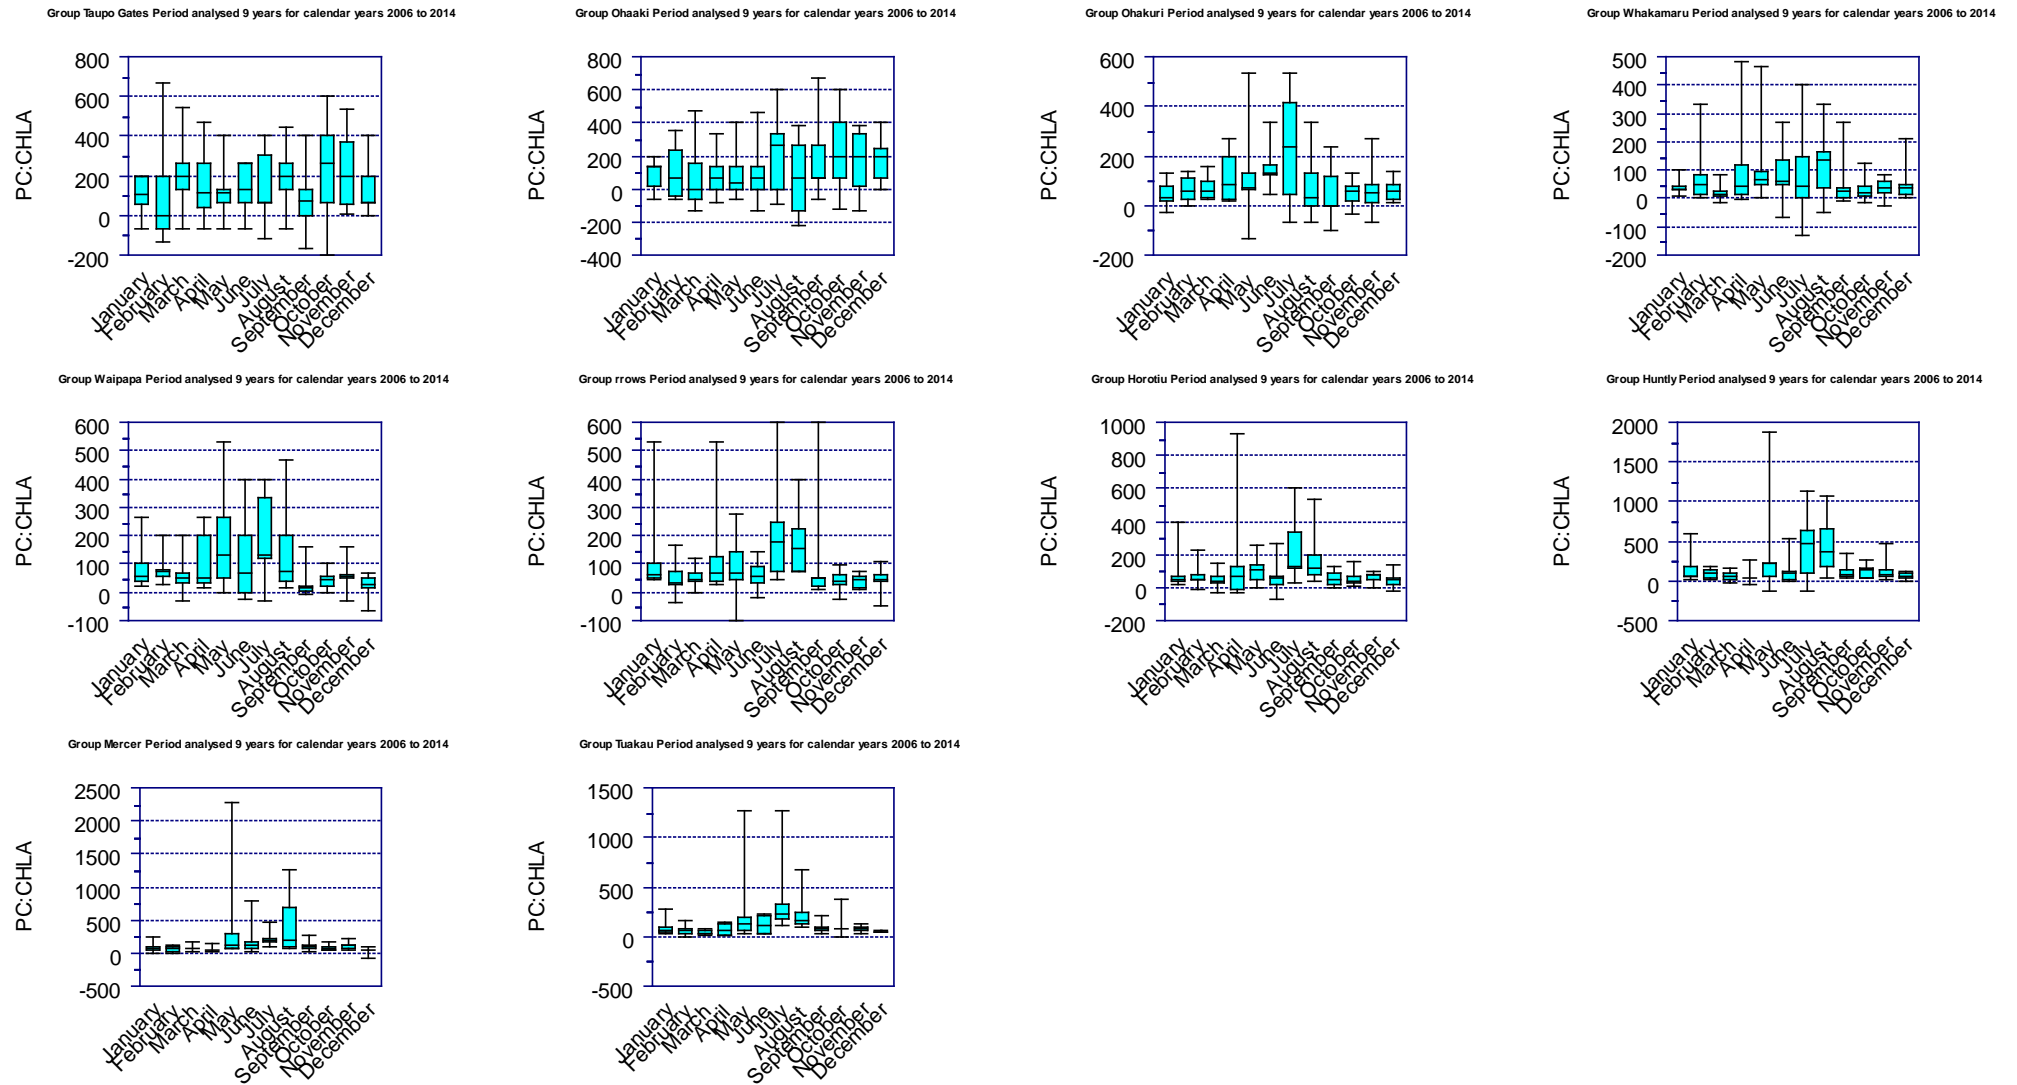 Group Taupo Gates Period analysed 9 years for calendar years 2006 to 2014
PC:CHLA
800
600
400
200
0
-200
January
February
March
April
May
June
July
August
September
October
November
December
Group Ohaaki Period analysed 9 years for calendar years 2006 to 2014
PC:CHLA
800
600
400
200
0
-200
-400
January
February
March
April
May
June
July
August
September
October
November
December
Group Ohakuri Period analysed 9 years for calendar years 2006 to 2014
PC:CHLA
600
400
200
0
-200
January
February
March
April
May
June
July
August
September
October
November
December
Group Whakamaru Period analysed 9 years for calendar years 2006 to 2014
PC:CHLA
500
400
300
200
100
0
-100
-200
January
February
March
April
May
June
July
August
September
October
November
December
Group Waipapa Period analysed 9 years for calendar years 2006 to 2014
PC:CHLA
600
500
400
300
200
100
0
-100
January
February
March
April
May
June
July
August
September
October
November
December
Group rrows Period analysed 9 years for calendar years 2006 to 2014
PC:CHLA
600
500
400
300
200
100
0
-100
January
February
March
April
May
June
July
August
September
October
November
December
Group Horotiu Period analysed 9 years for calendar years 2006 to 2014
PC:CHLA
1000
800
600
400
200
0
-200
January
February
March
April
May
June
July
August
September
October
November
December
Group Huntly Period analysed 9 years for calendar years 2006 to 2014
PC:CHLA
2000
1500
1000
500
0
-500
January
February
March
April
May
June
July
August
September
October
November
December
Group Mercer Period analysed 9 years for calendar years 2006 to 2014
PC:CHLA
2500
2000
1500
1000
500
0
-500
January
February
March
April
May
June
July
August
September
October
November
December
Group Tuakau Period analysed 9 years for calendar years 2006 to 2014
PC:CHLA
1500
1000
500
0
-500
January
February
March
April
May
June
July
August
September
October
November
December